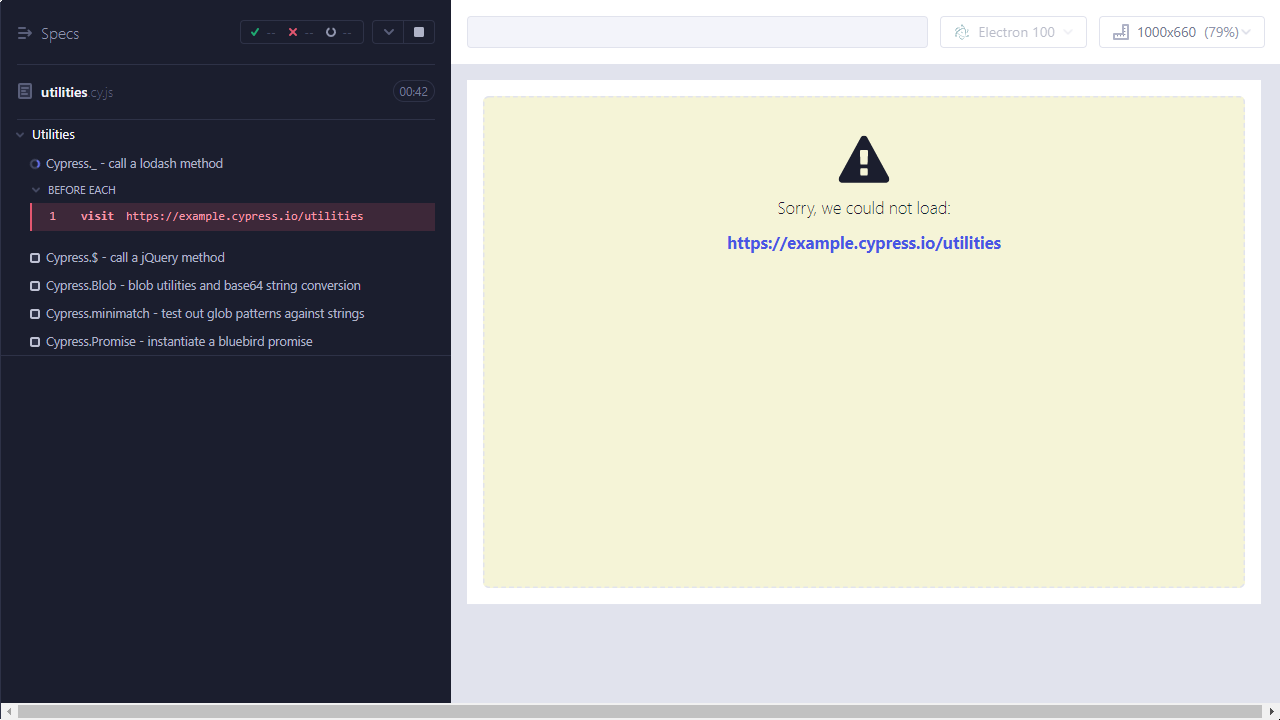 Specs
-- -- --
utilities.cy.js 00:42
Utilities
Cypress._ - call a lodash method
BEFORE EACH
1 visit https://example.cypress.io/utilities
Cypress.$ - call a jQuery method
Cypress.Blob - blob utilities and base64 string conversion
Cypress.minimatch - test out glob patterns against strings
Cypress.Promise - instantiate a bluebird promise
Electron 100
1000x660 (79%)
Sorry, we could not load:
https://example.cypress.io/utilities